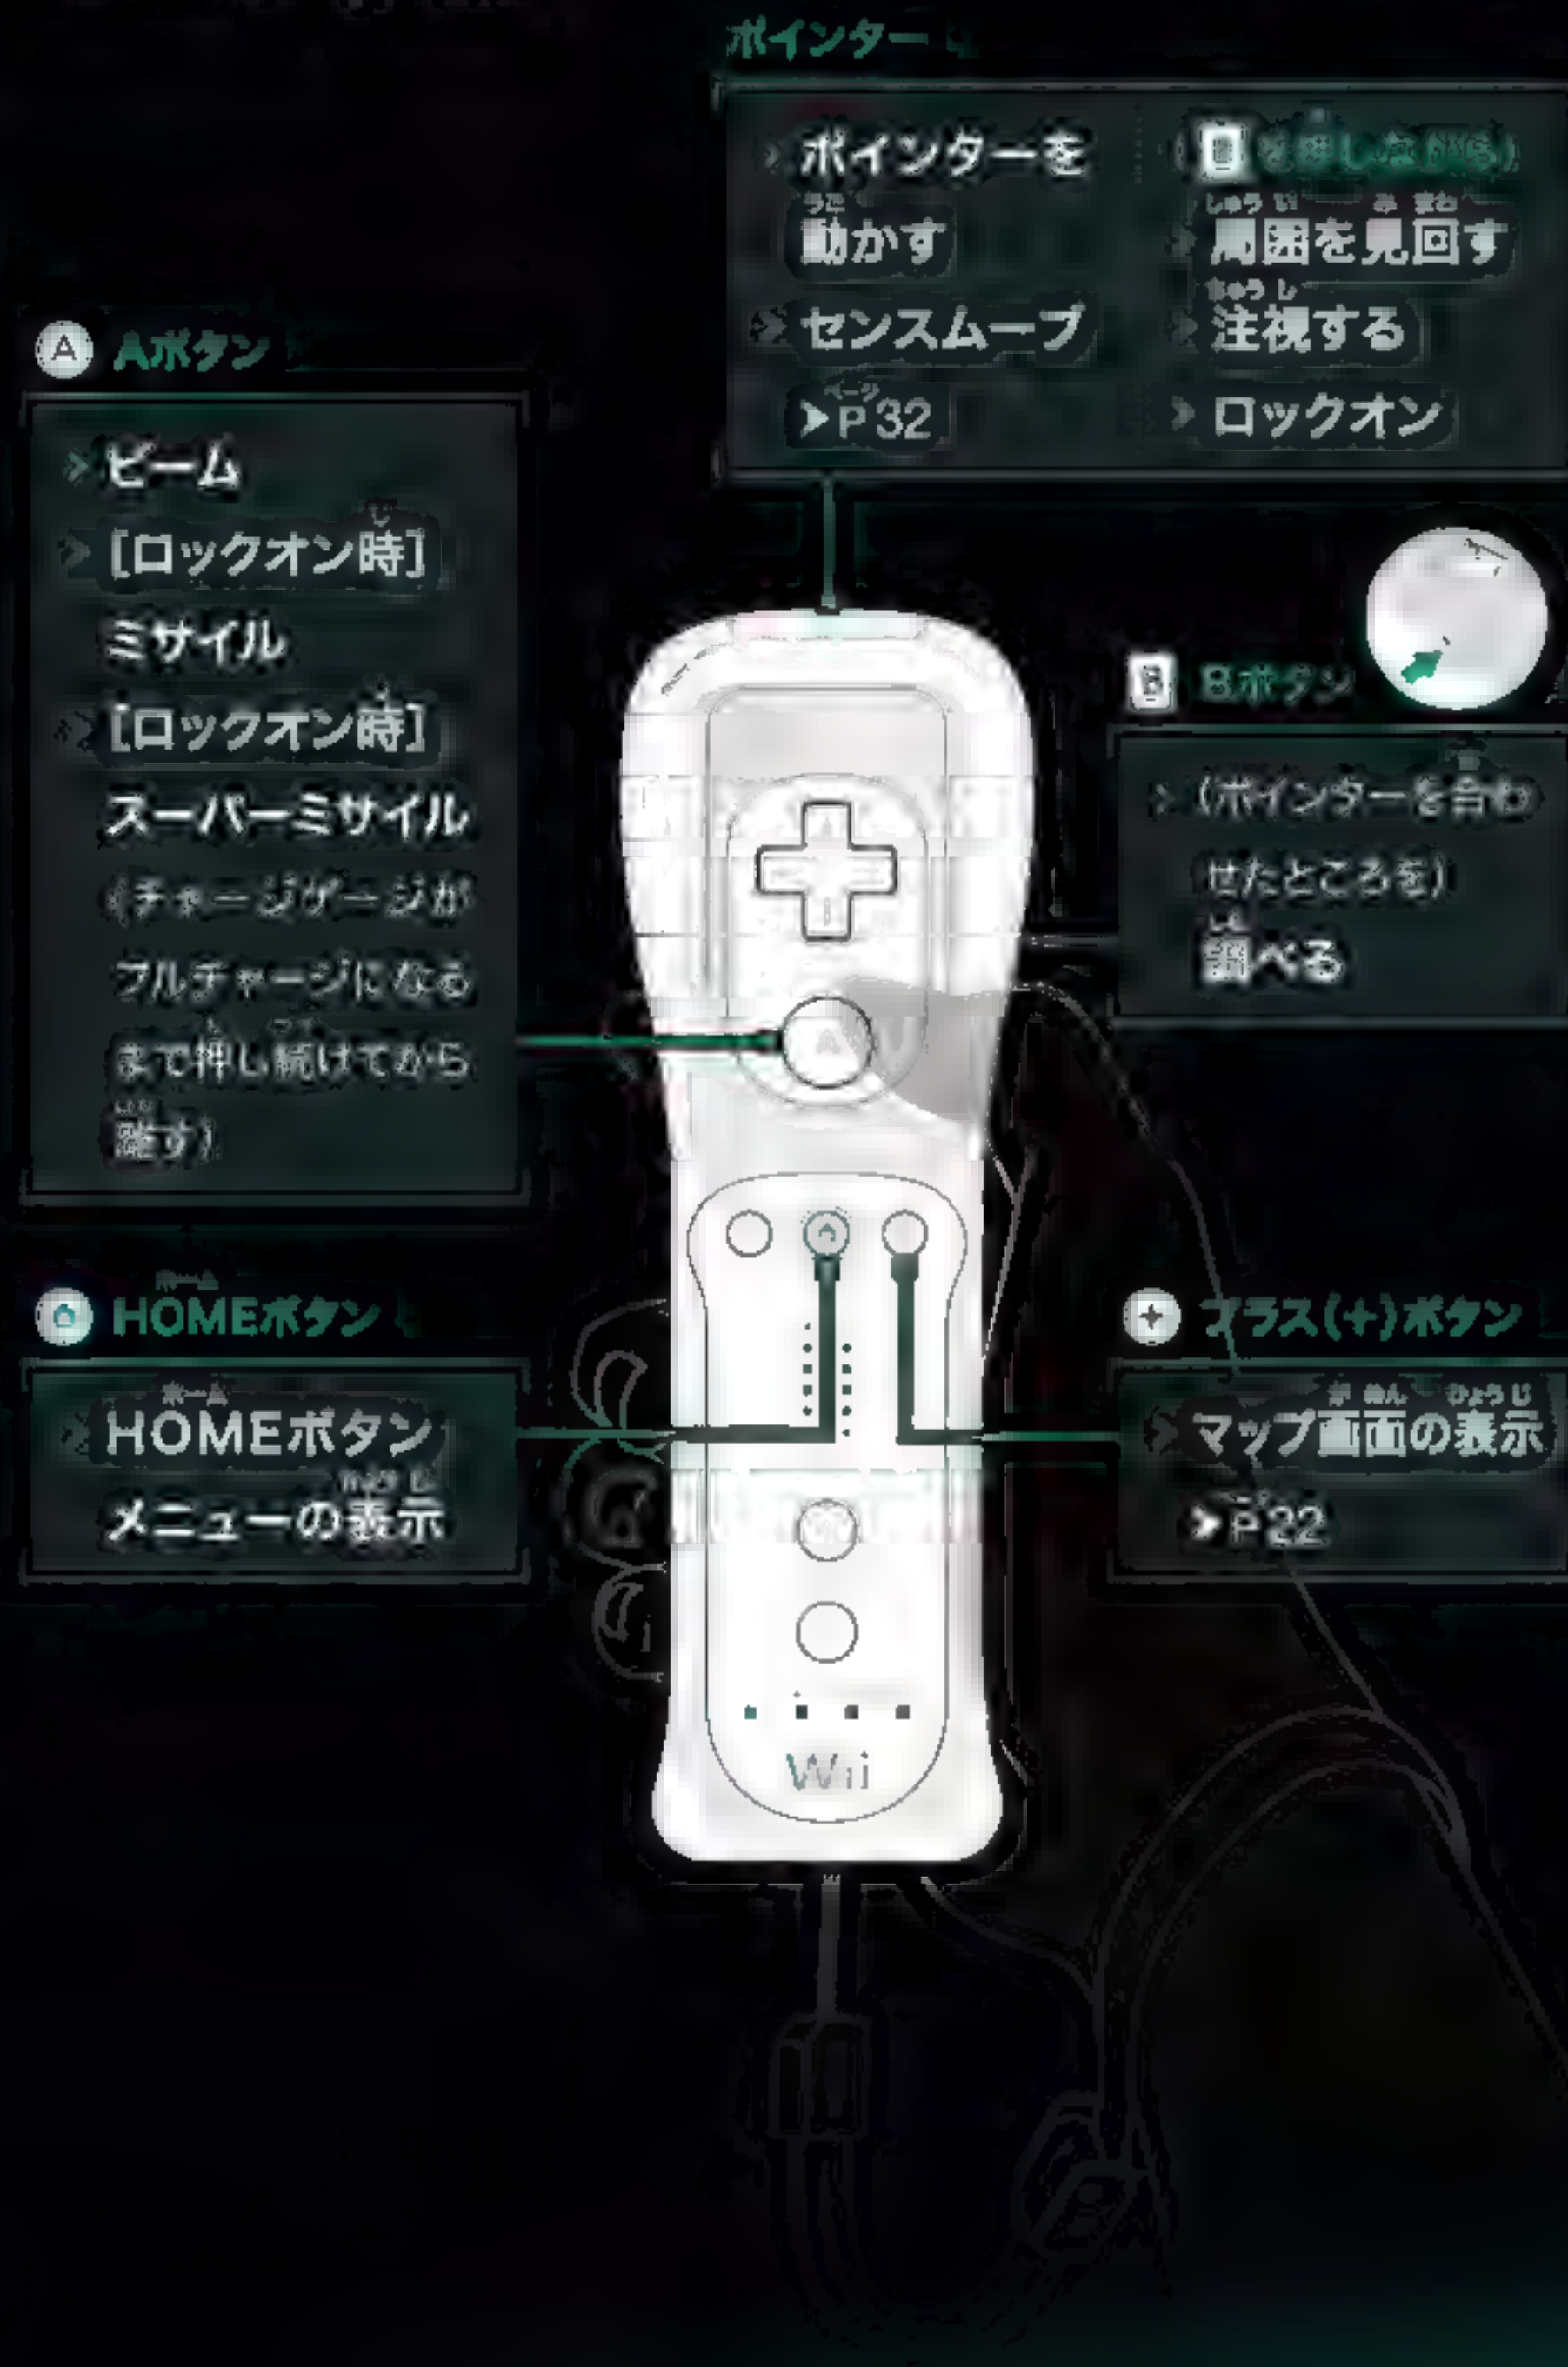 ポインター
ポインターを
動かす
センスムーブ
P32
周囲を見回す
注視する
ロックオン
A Aボタン
ビーム
[ロックオン時]
ミサイル
[ロックオン時]
スーパーミサイル
(チャージゲージが
フルチャージになる
まで押し続けてから
離す)
B Bボタン
(ポインターを合わ
せたところを)
調べる
HOMEボタン
HOMEボタン
メニューの表示
プラス(+)ボタン
マップ画面の表示
P22
A
Wii